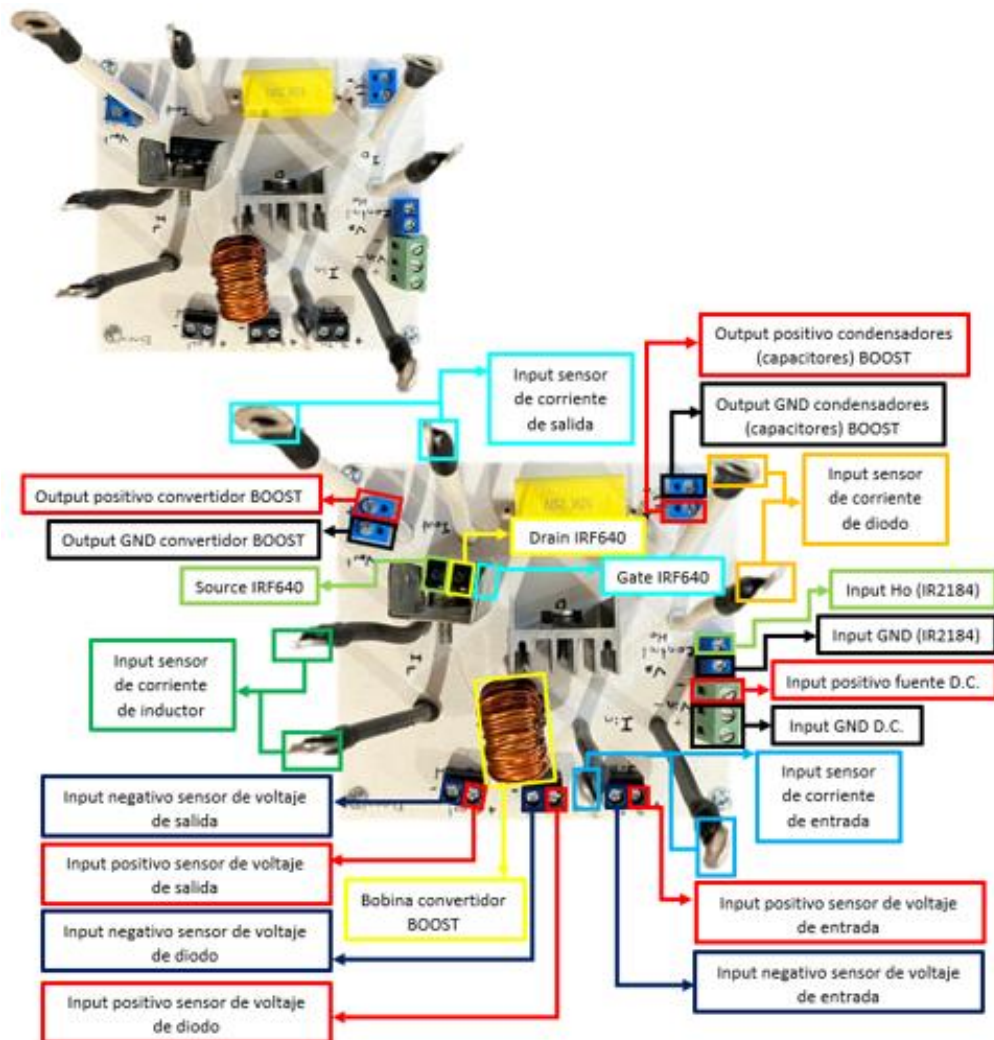 Output positivo condensadores
(capacitores) BOOST
Input sensor
de corriente
de salida
Output GND condensadores
(capacitores) BOOST
Input sensor
de corriente
de diodo
Output positivo convertidor BOOST
Drain IRF640
Output GND convertidor BOOST
Source IRF640
Gate IRF640
Input Ho (IR2184)
Input GND (IR2184)
Input sensor
de corriente
de inductor
Input positivo fuente D.C.
Input GND D.C.
Input sensor
de corriente
de entrada
Input negativo sensor de voltaje
de salida
Input positivo sensor de voltaje
de salida
Bobina convertidor
BOOST
Input positivo sensor de voltaje
de entrada
Input negativo sensor de voltaje
de diodo
Input negativo sensor de voltaje
de entrada
Input positivo sensor de voltaje
de diodo